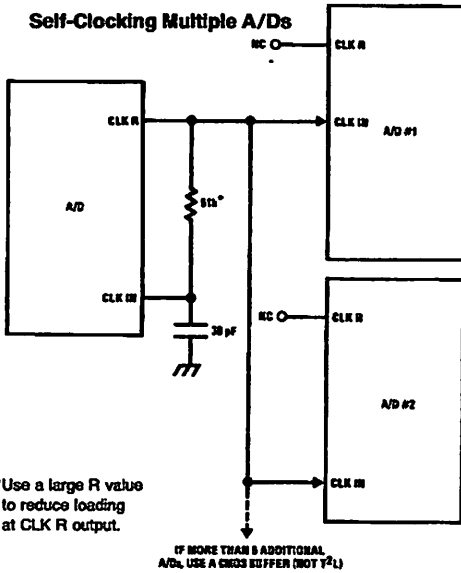 Self-Clocking Multiple A/Ds
NC
CLK R
CLK R
CLK IN
A/D #1
A/D
51k*
CLK IN
NC
CLK R
A/D #2
*Use a large R value
to reduce loading
at CLK R output.
CLK IN
IF MORE THAN 5 ADDITIONAL
A/Ds, USE A CMOS BUFFER (NOT T²L)